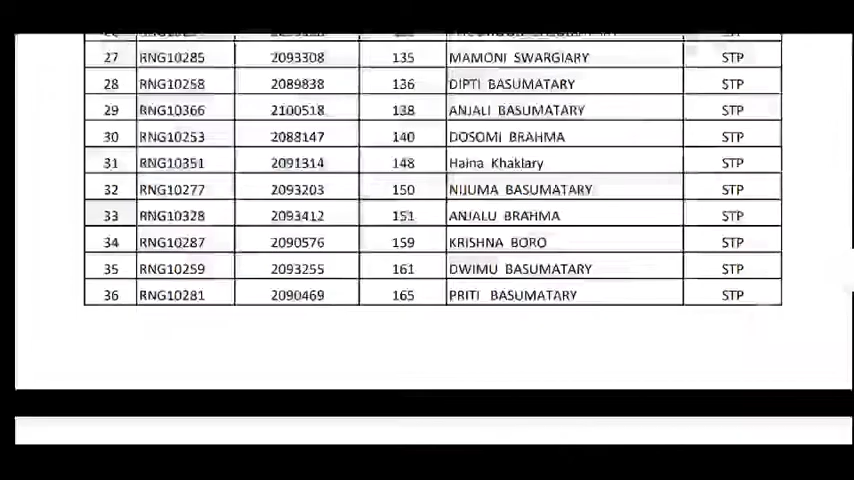 27 RNG10285 2093308 135 MAMONI SWARGIARY STP
28 RNG10258 2089838 136 DIPTI BASUMATARY STP
29 RNG10366 2100518 138 ANJALI BASUMATARY STP
30 RNG10253 2088147 140 DOSOMI BRAHMA STP
31 RNG10351 2091314 148 Haina Khaklary STP
32 RNG10277 2093203 150 NIJUMA BASUMATARY STP
33 RNG10328 2093412 151 ANJALU BRAHMA STP
34 RNG10287 2090576 159 KRISHNA BORO STP
35 RNG10259 2093255 161 DWIMU BASUMATARY STP
36 RNG10281 2090469 165 PRITI BASUMATARY STP